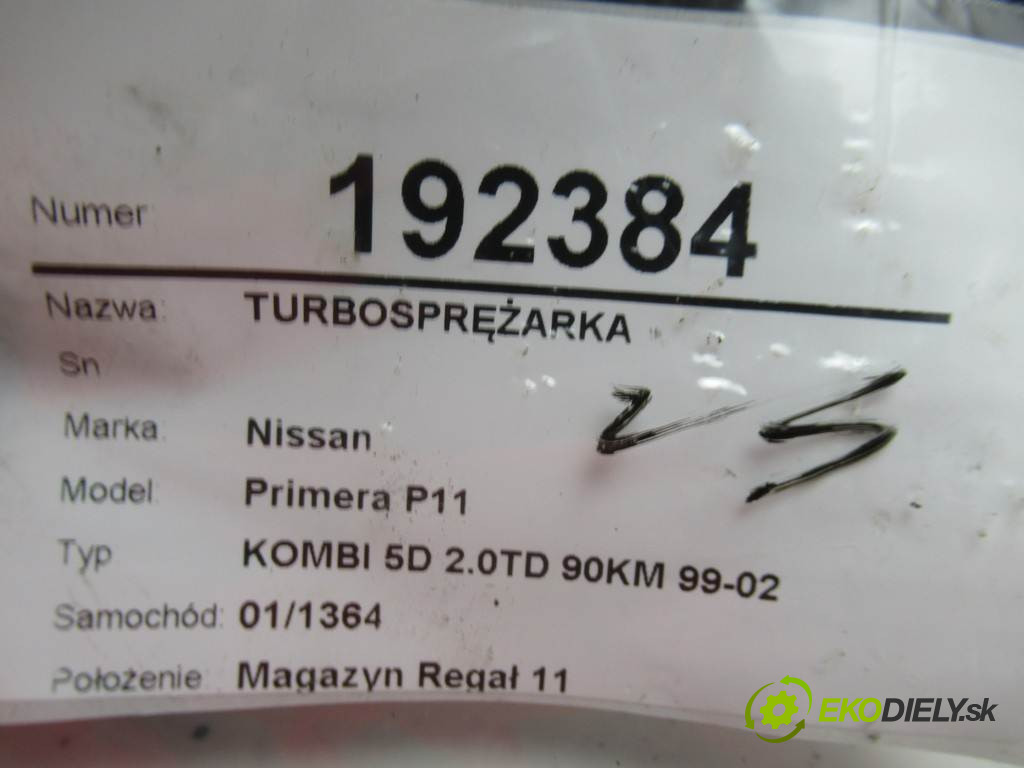 Numer 192384
Nazwa: TURBOSPRĘŻARKA
Sn
Marka: Nissan
Model Primera P11
Typ KOMBI 5D 2.0TD 90KM 99-02
Samochód: 01/1364
Położenie Magazyn Regał 11
EKODIELY.sk